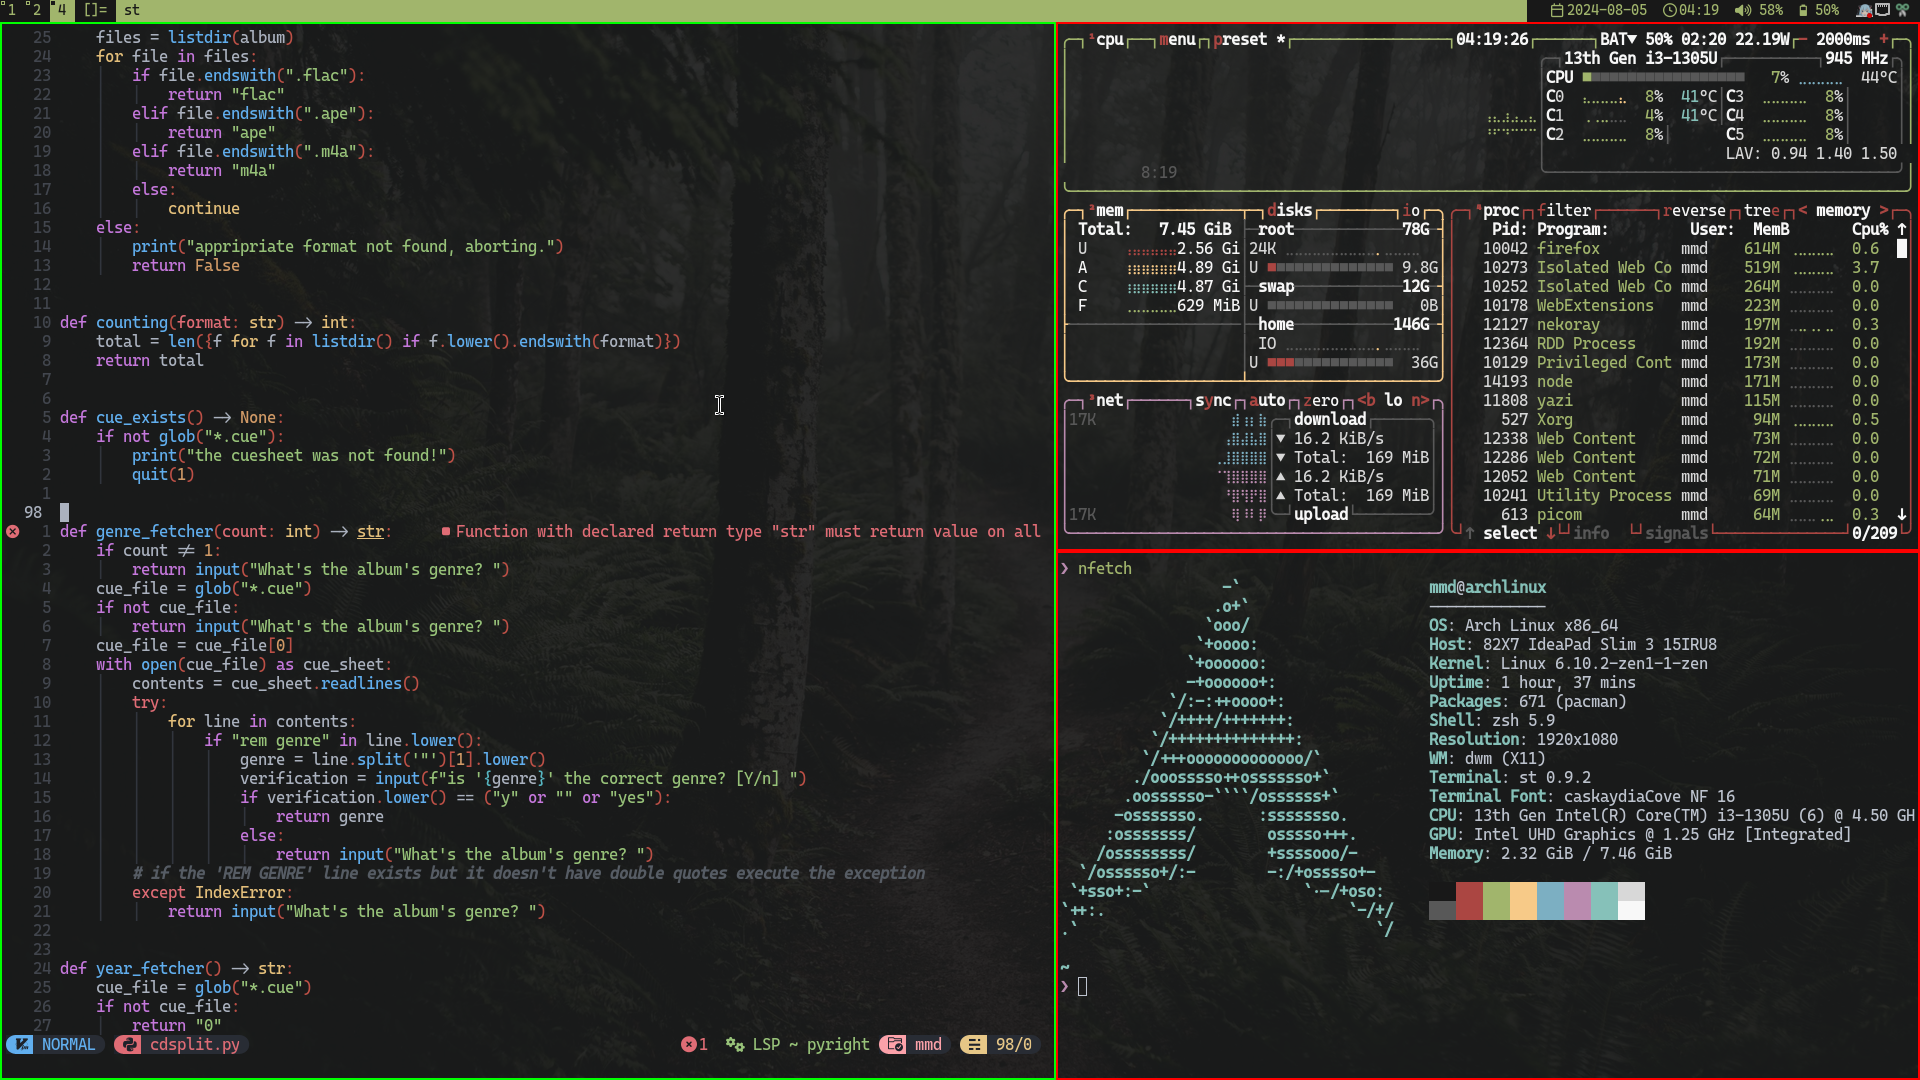 1 2 4 []= st 2024-08-05 04:19 58% 50%
25 files = listdir(album)
24 for file in files:
23 if file.endswith(".flac"):
22 return "flac"
21 elif file.endswith(".ape"):
20 return "ape"
19 elif file.endswith(".m4a"):
18 return "m4a"
17 else:
16 continue
15 else:
14 print("appripriate format not found, aborting.")
13 return False
12
11
10 def counting(format: str) -> int:
9 total = len({f for f in listdir() if f.lower().endswith(format)})
8 return total
7
6
5 def cue_exists() -> None:
4 if not glob("*.cue"):
3 print("the cuesheet was not found!")
2 quit(1)
1
98
1 def genre_fetcher(count: int) -> str: ■ Function with declared return type "str" must return value on all
2 if count ≠ 1:
3 return input("What's the album's genre? ")
4 cue_file = glob("*.cue")
5 if not cue_file:
6 return input("What's the album's genre? ")
7 cue_file = cue_file[0]
8 with open(cue_file) as cue_sheet:
9 contents = cue_sheet.readlines()
10 try:
11 for line in contents:
12 if "rem genre" in line.lower():
13 genre = line.split('"')[1].lower()
14 verification = input(f"is '{genre}' the correct genre? [Y/n] ")
15 if verification.lower() == ("y" or "" or "yes"):
16 return genre
17 else:
18 return input("What's the album's genre? ")
19 # if the 'REM GENRE' line exists but it doesn't have double quotes execute the exception
20 except IndexError:
21 return input("What's the album's genre? ")
22
23
24 def year_fetcher() -> str:
25 cue_file = glob("*.cue")
26 if not cue_file:
27 return "0"
NORMAL cdsplit.py 1 LSP ~ pyright mmd 98/0
¹cpu menu preset * 04:19:26 BAT▼ 50% 02:20 22.19W - 2000ms +
13th Gen i3-1305U 945 MHz
CPU 7% 44°C
C0 8% 41°C C3 8%
C1 4% 41°C C4 8%
C2 8% C5 8%
LAV: 0.94 1.40 1.50
8:19
²mem disks io
Total: 7.45 GiB root 78G
U 2.56 Gi 24K
A 4.89 Gi U 9.8G
C 4.87 Gi swap 12G
F 629 MiB U 0B
home 146G
IO
U 36G
³net sync auto zero <b lo n>
17K download
▼ 16.2 KiB/s
▼ Total: 169 MiB
▲ 16.2 KiB/s
▲ Total: 169 MiB
17K upload
⁴proc filter reverse tree < memory >
Pid: Program: User: MemB Cpu% ↑
10042 firefox mmd 614M 0.6
10273 Isolated Web Co mmd 519M 3.7
10252 Isolated Web Co mmd 264M 0.0
10178 WebExtensions mmd 223M 0.0
12127 nekoray mmd 197M 0.3
12364 RDD Process mmd 192M 0.0
10129 Privileged Cont mmd 173M 0.0
14193 node mmd 171M 0.0
11808 yazi mmd 115M 0.0
527 Xorg mmd 94M 0.5
12338 Web Content mmd 73M 0.0
12286 Web Content mmd 72M 0.0
12052 Web Content mmd 71M 0.0
10241 Utility Process mmd 69M 0.0
613 picom mmd 64M 0.3 ↓
↑ select ↓ info signals 0/209
❯ nfetch
-`
.o+`
`ooo/
`+oooo:
`+oooooo:
-+oooooo+:
`/:-:++oooo+:
`/++++/+++++++:
`/++++++++++++++:
`/+++ooooooooooooo/`
./ooosssso++osssssso+`
.oossssso-````/ossssss+`
-osssssso. :ssssssso.
:osssssss/ osssso+++.
/ossssssss/ +ssssooo/-
`/ossssso+/:- -:/+osssso+-
`+sso+:-` `.-/+oso:
`++:. `-/+/
.` `/
mmd@archlinux
-------------
OS: Arch Linux x86_64
Host: 82X7 IdeaPad Slim 3 15IRU8
Kernel: Linux 6.10.2-zen1-1-zen
Uptime: 1 hour, 37 mins
Packages: 671 (pacman)
Shell: zsh 5.9
Resolution: 1920x1080
WM: dwm (X11)
Terminal: st 0.9.2
Terminal Font: caskaydiaCove NF 16
CPU: 13th Gen Intel(R) Core(TM) i3-1305U (6) @ 4.50 GH
GPU: Intel UHD Graphics @ 1.25 GHz [Integrated]
Memory: 2.32 GiB / 7.46 GiB
~
❯